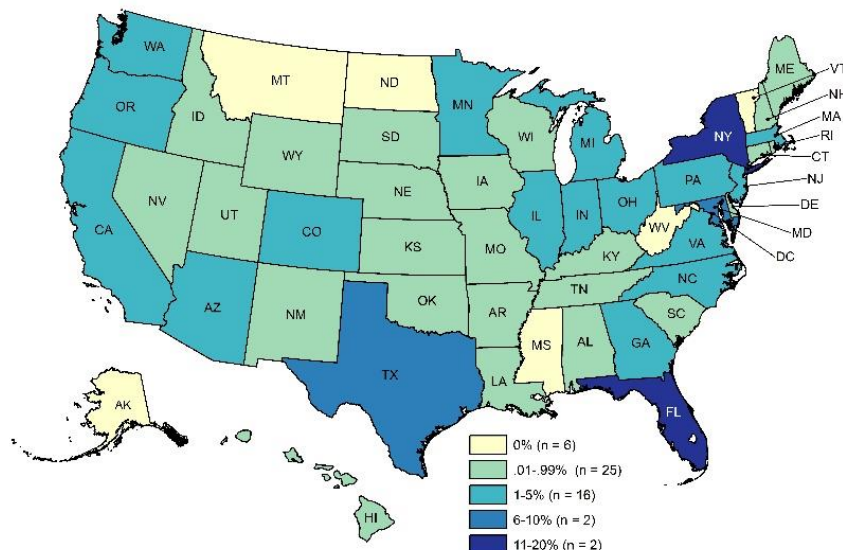 WA
MT
ND
MN
ME
VT
NH
MA
RI
CT
NJ
DE
MD
DC
OR
ID
WY
SD
WI
MI
NY
NV
UT
CO
NE
IA
IL
IN
OH
PA
WV
VA
CA
KS
MO
KY
NC
TN
AZ
NM
OK
AR
SC
MS
AL
GA
TX
LA
FL
AK
HI
0% (n = 6)
.01-.99% (n = 25)
1-5% (n = 16)
6-10% (n = 2)
11-20% (n = 2)